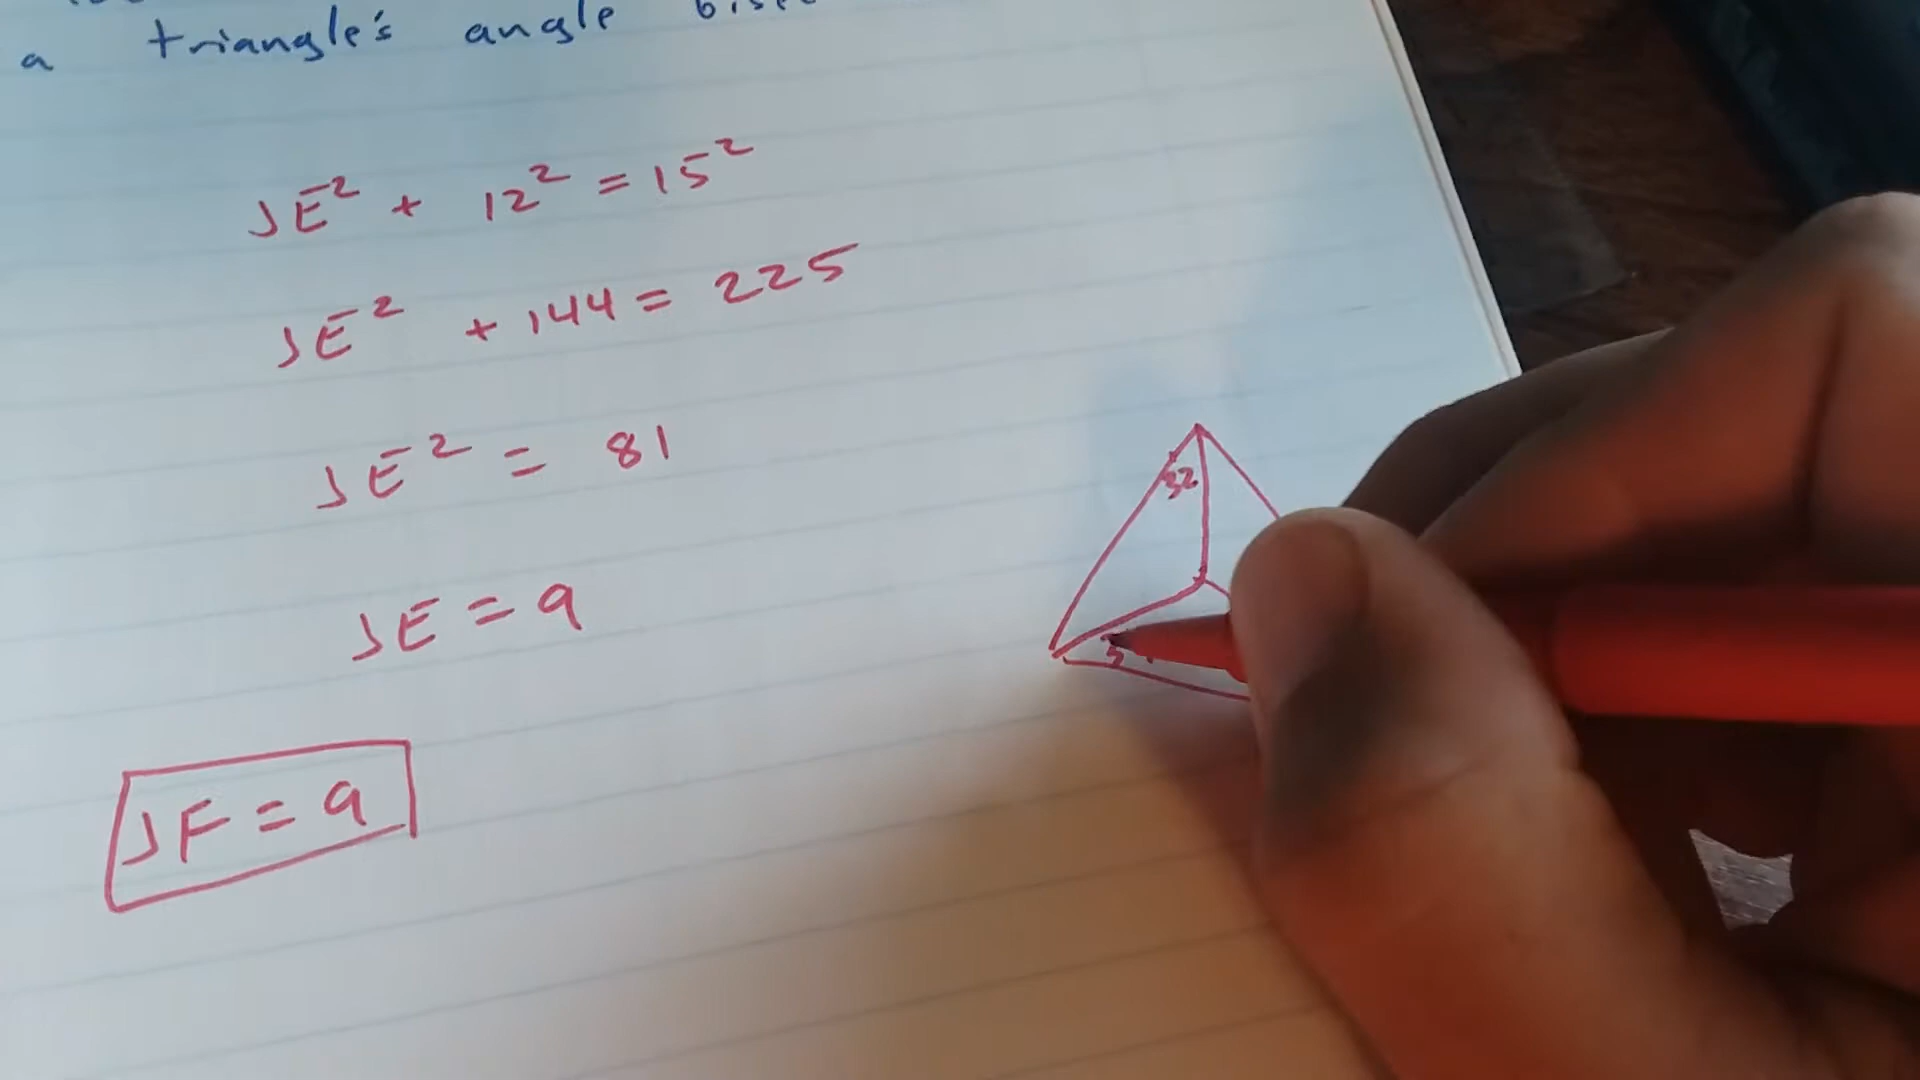 a triangle's angle
JE² + 12² = 15²
JE² + 144 = 225
JE² = 81
JE = 9
JF = 9
32